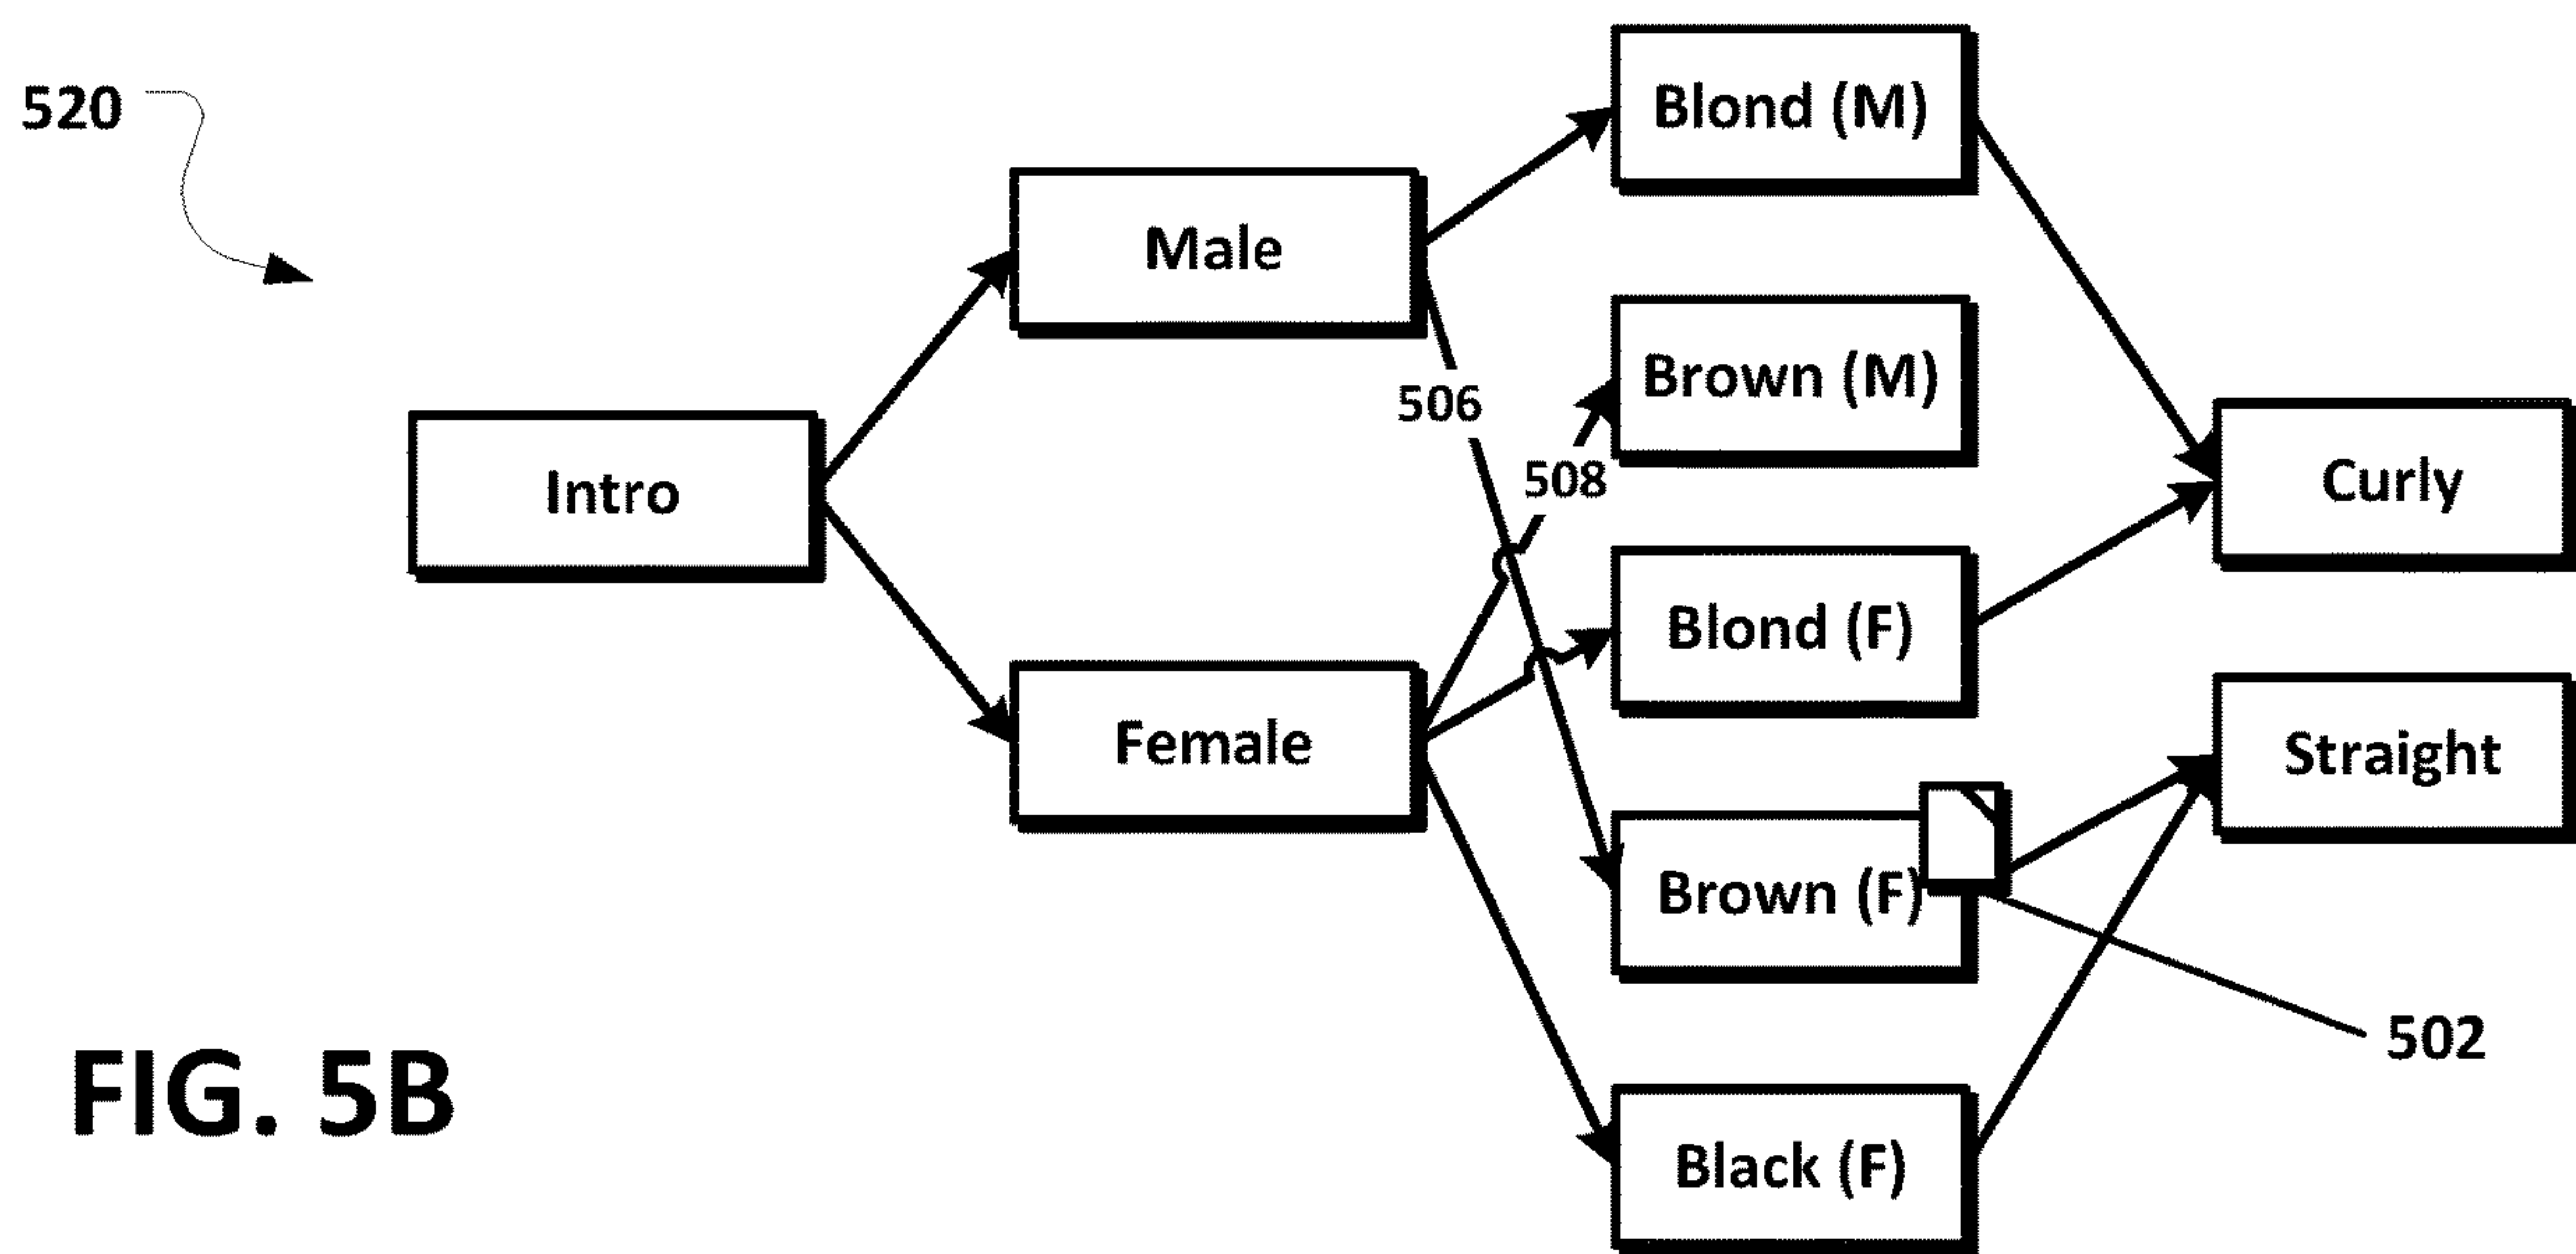 520
Intro
Male
Female
506
508
Blond (M)
Brown (M)
Blond (F)
Brown (F)
Black (F)
Curly
Straight
502
FIG. 5B